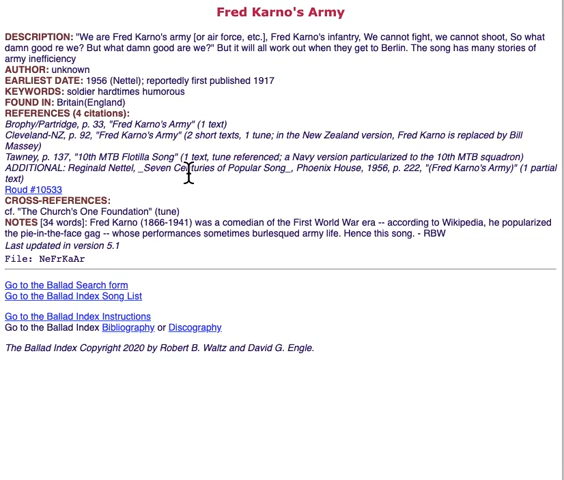 Fred Karno's Army
DESCRIPTION: "We are Fred Karno's army [or air force, etc.], Fred Karno's infantry, We cannot fight, we cannot shoot, So what
damn good re we? But what damn good are we?" But it will all work out when they get to Berlin. The song has many stories of
army inefficiency
AUTHOR: unknown
EARLIEST DATE: 1956 (Nettel); reportedly first published 1917
KEYWORDS: soldier hardtimes humorous
FOUND IN: Britain(England)
REFERENCES (4 citations):
Brophy/Partridge, p. 33, "Fred Karno's Army" (1 text)
Cleveland-NZ, p. 92, "Fred Karno's Army" (2 short texts, 1 tune; in the New Zealand version, Fred Karno is replaced by Bill
Massey)
Tawney, p. 137, "10th MTB Flotilla Song" (1 text, tune referenced; a Navy version particularized to the 10th MTB squadron)
ADDITIONAL: Reginald Nettel, _Seven Centuries of Popular Song_, Phoenix House, 1956, p. 222, "(Fred Karno's Army)" (1 partial
text)
Roud #10533
CROSS-REFERENCES:
cf. "The Church's One Foundation" (tune)
NOTES [34 words]: Fred Karno (1866-1941) was a comedian of the First World War era -- according to Wikipedia, he popularized
the pie-in-the-face gag -- whose performances sometimes burlesqued army life. Hence this song. - RBW
Last updated in version 5.1
File: NeFrKaAr
Go to the Ballad Search form
Go to the Ballad Index Song List
Go to the Ballad Index Instructions
Go to the Ballad Index Bibliography or Discography
The Ballad Index Copyright 2020 by Robert B. Waltz and David G. Engle.